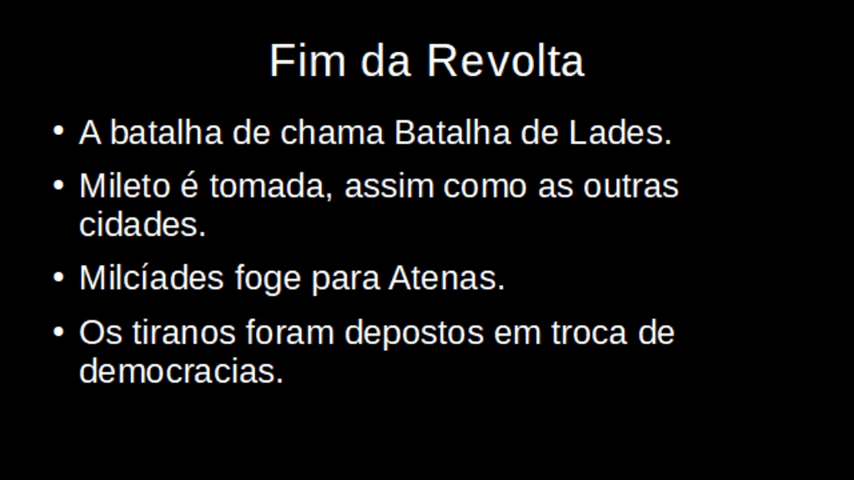 Fim da Revolta
• A batalha de chama Batalha de Lades.
• Mileto é tomada, assim como as outras
cidades.
• Milcíades foge para Atenas.
• Os tiranos foram depostos em troca de
democracias.